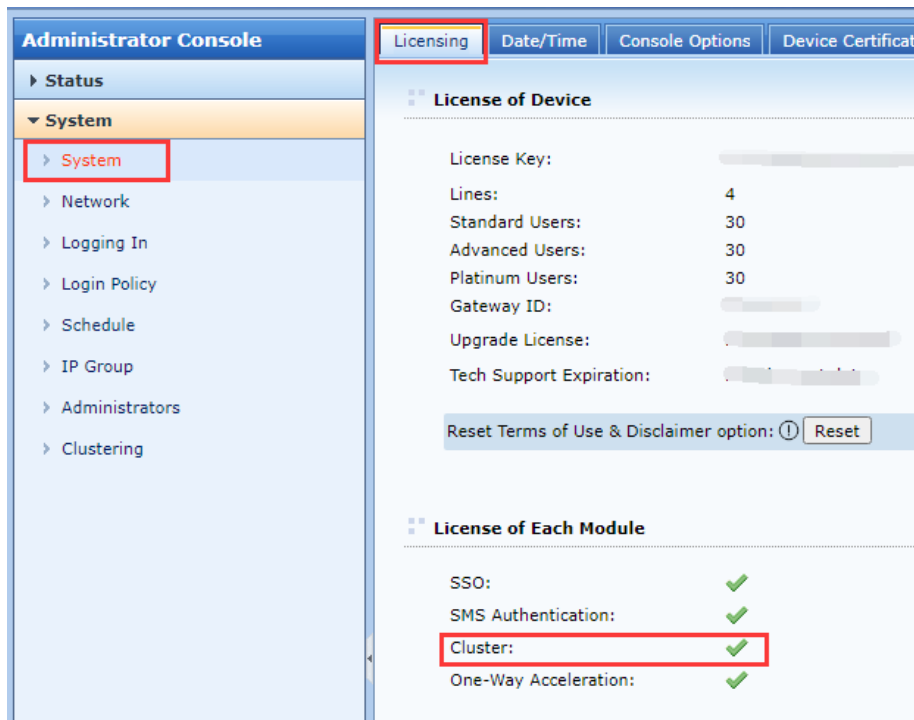 Administrator Console
Status
System
System
Network
Logging In
Login Policy
Schedule
IP Group
Administrators
Clustering
Licensing Date/Time Console Options Device Certificat
License of Device
License Key:
Lines: 4
Standard Users: 30
Advanced Users: 30
Platinum Users: 30
Gateway ID:
Upgrade License:
Tech Support Expiration:
Reset Terms of Use & Disclaimer option: Reset
License of Each Module
SSO:
SMS Authentication:
Cluster:
One-Way Acceleration: